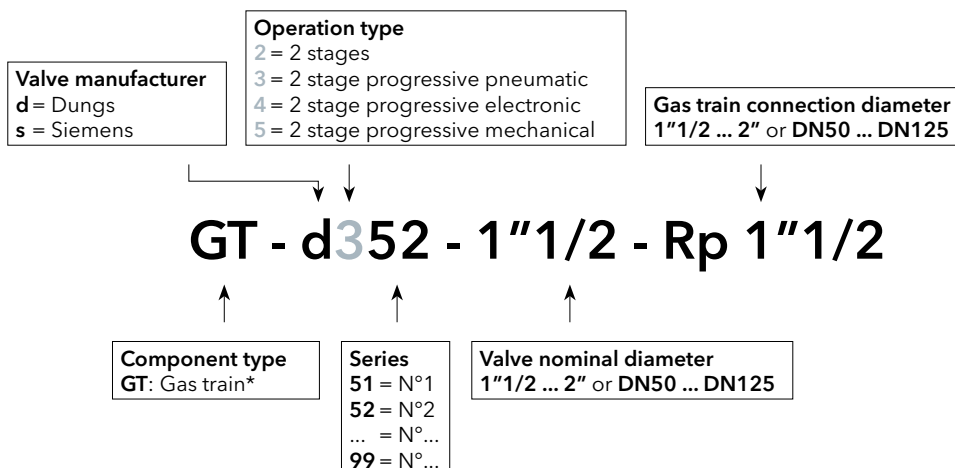 Operation type
2 = 2 stages
3 = 2 stage progressive pneumatic
4 = 2 stage progressive electronic
5 = 2 stage progressive mechanical
Valve manufacturer
d = Dungs
s = Siemens
Gas train connection diameter
1"1/2 ... 2" or DN50 ... DN125
GT - d352 - 1"1/2 - Rp 1"1/2
Component type
GT: Gas train*
Series
51 = N°1
52 = N°2
... = N°...
99 = N°...
Valve nominal diameter
1"1/2 ... 2" or DN50 ... DN125